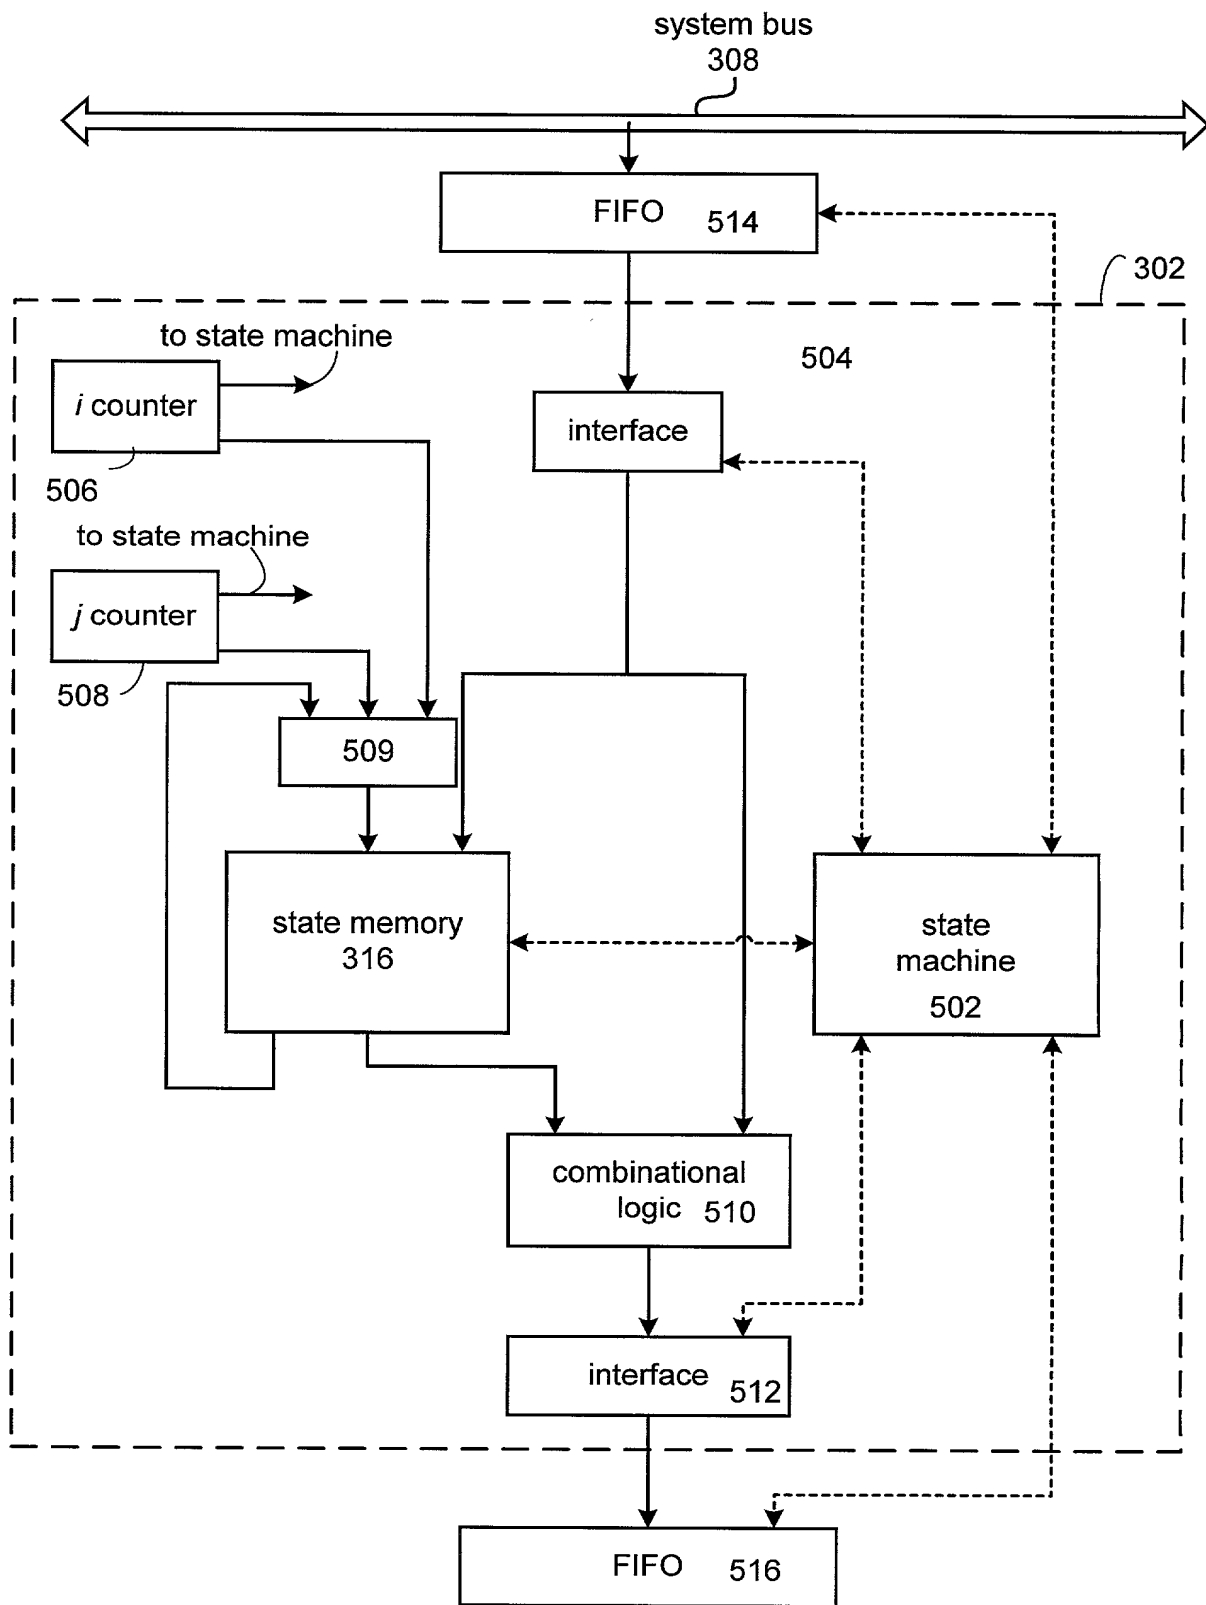 system bus
308
FIFO 514
302
to state machine
504
i counter
interface
506
to state machine
j counter
508
509
state memory
316
state
machine
502
combinational
logic 510
interface 512
FIFO 516